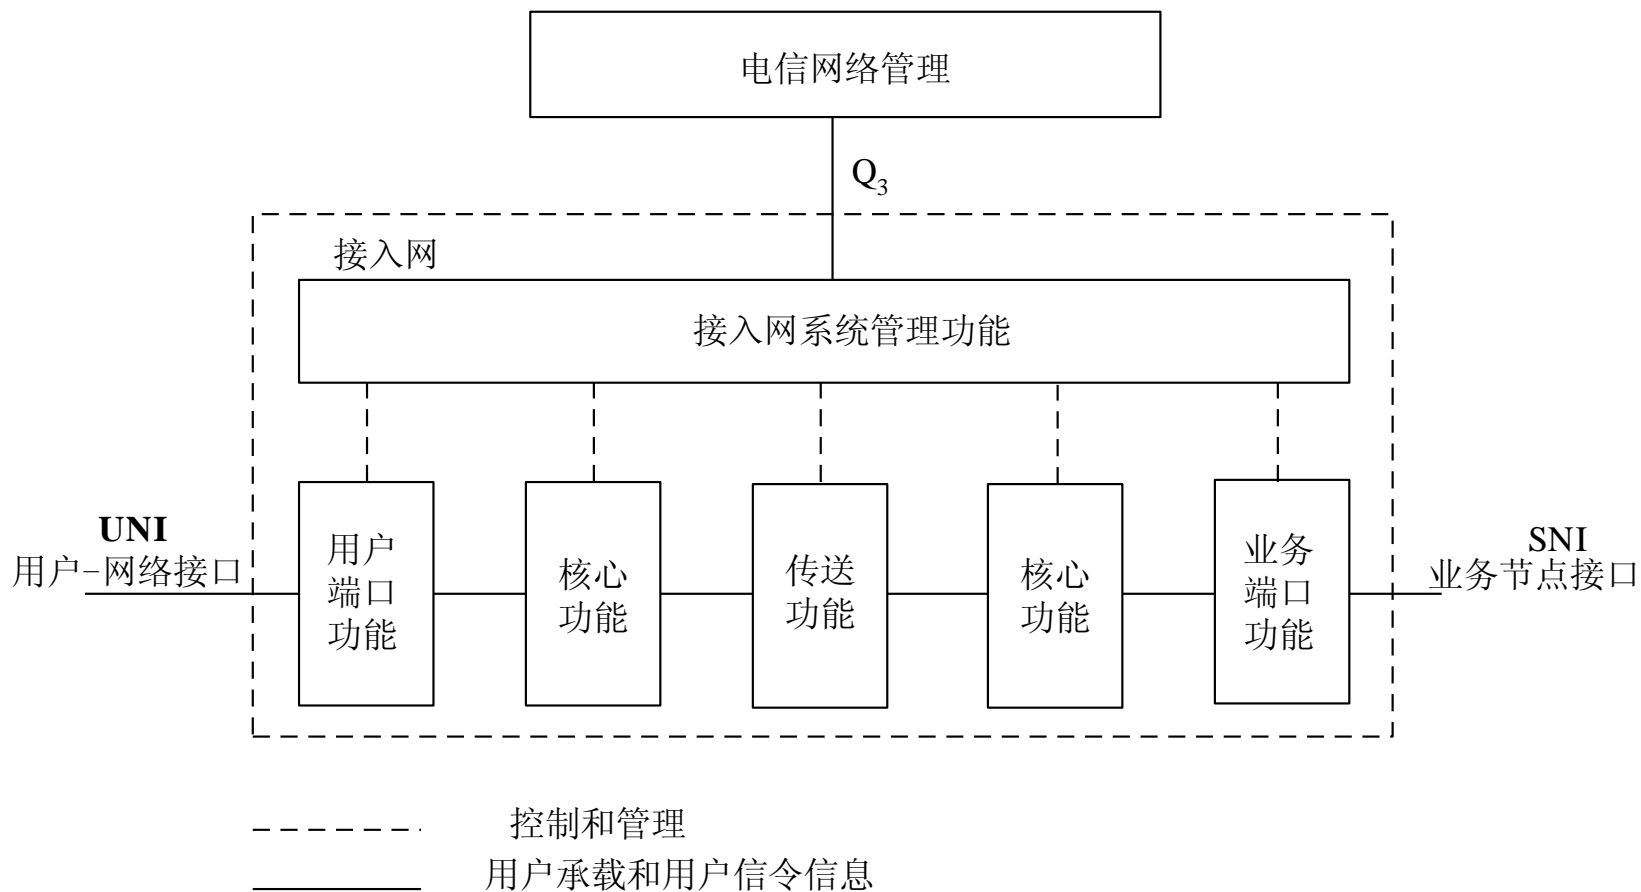 电信网络管理
Q3
接入网
接入网系统管理功能
UNI
用户-网络接口
用户
端口
功能
核心
功能
传送
功能
核心
功能
业务
端口
功能
SNI
业务节点接口
控制和管理
用户承载和用户信令信息